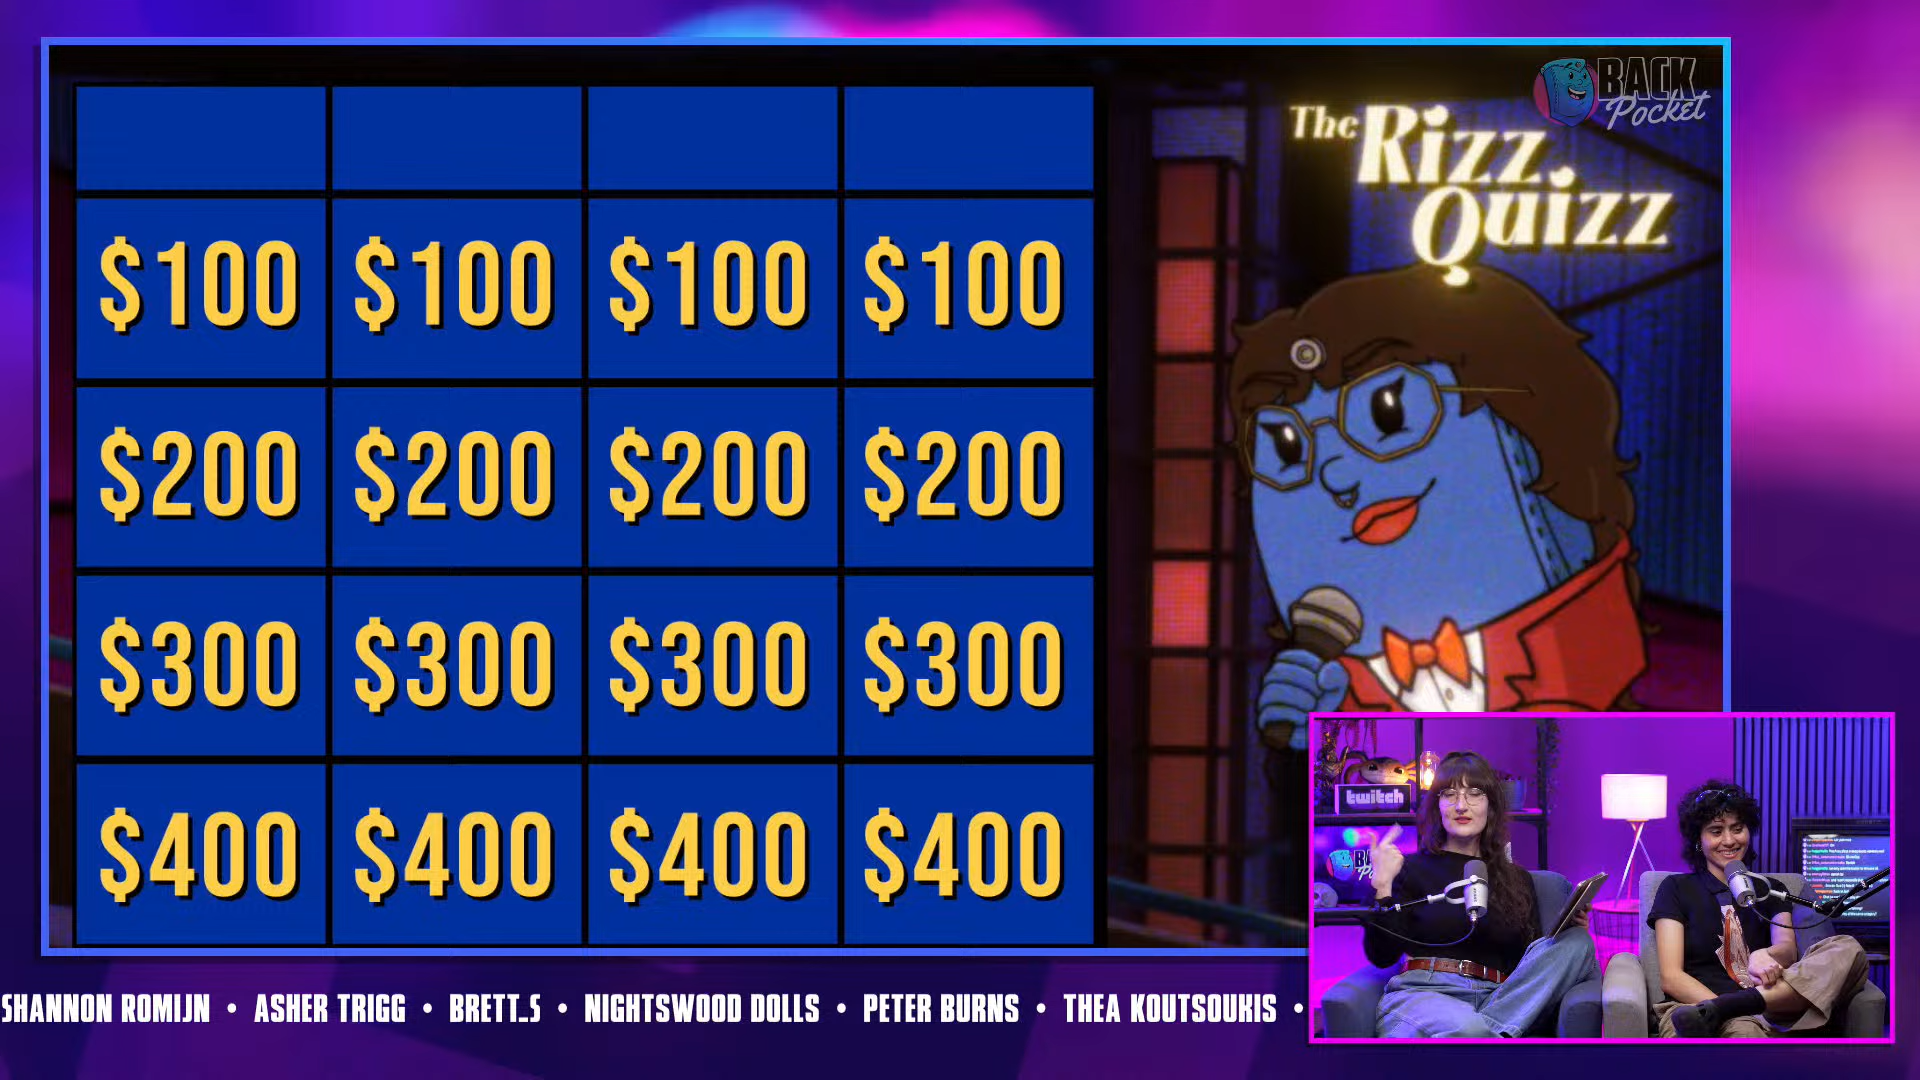 BACK
Pocket
The Rizz
Quizz
$100 $100 $100 $100
$200 $200 $200 $200
$300 $300 $300 $300
$400 $400 $400 $400
twitch
SHANNON ROMIJN • ASHER TRIGG • BRETT_S • NIGHTSWOOD DOLLS • PETER BURNS • THEA KOUTSOUKIS •